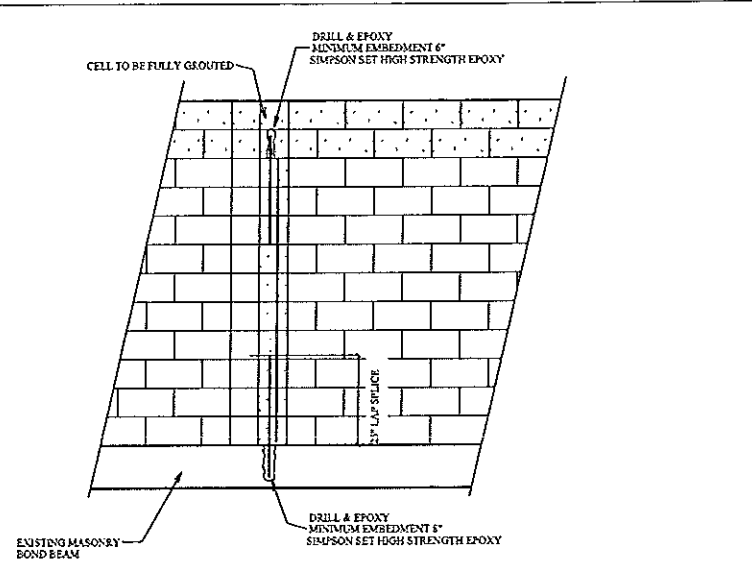 DRILL & EPOXY
MINIMUM EMBEDMENT 6"
SIMPSON SET HIGH STRENGTH EPOXY
CELL TO BE FULLY GROUTED
25" LAP SPLICE
DRILL & EPOXY
MINIMUM EMBEDMENT 6"
SIMPSON SET HIGH STRENGTH EPOXY
EXISTING MASONRY
BOND BEAM